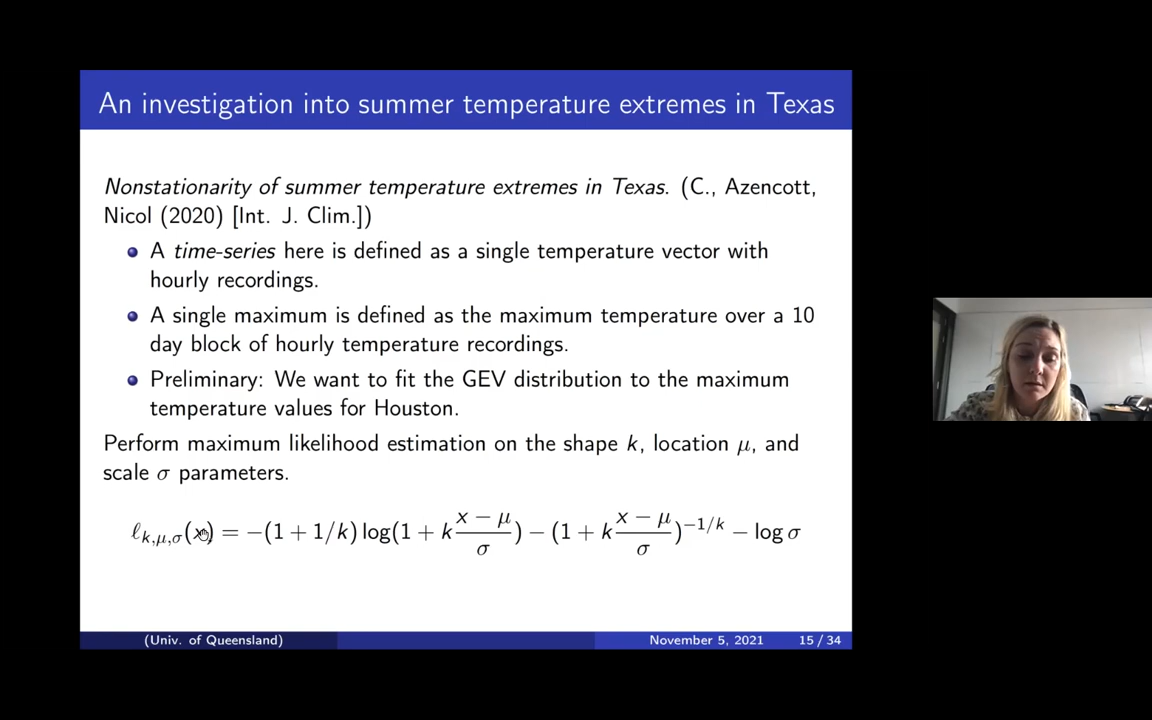 An investigation into summer temperature extremes in Texas
Nonstationarity of summer temperature extremes in Texas. (C., Azencott,
Nicol (2020) [Int. J. Clim.])
A time-series here is defined as a single temperature vector with
hourly recordings.
A single maximum is defined as the maximum temperature over a 10
day block of hourly temperature recordings.
Preliminary: We want to fit the GEV distribution to the maximum
temperature values for Houston.
Perform maximum likelihood estimation on the shape k, location μ, and
scale σ parameters.
ℓ_{k,μ,σ}(x) = −(1 + 1/k) log(1 + k \frac{x − μ}{σ}) − (1 + k \frac{x − μ}{σ})^{−1/k} − log σ
(Univ. of Queensland) November 5, 2021 15 / 34